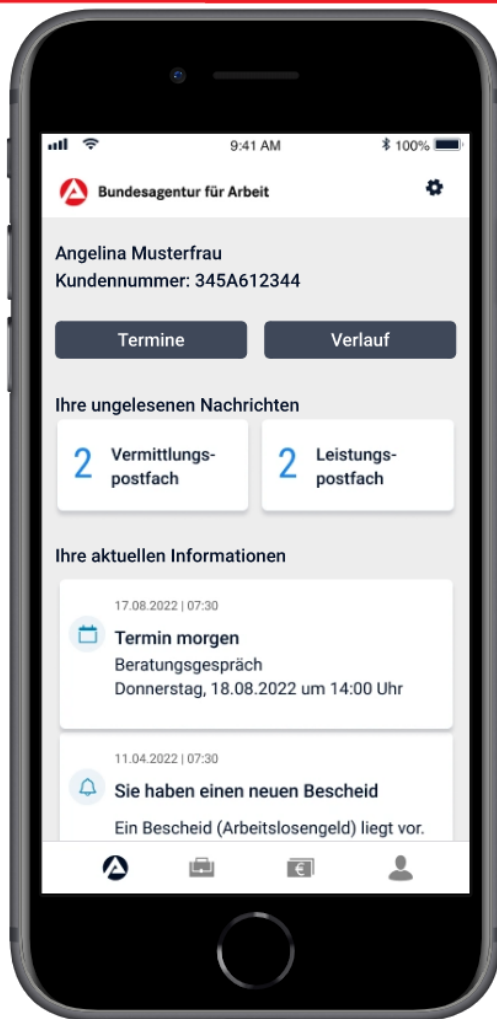 9:41 AM
100%
Bundesagentur für Arbeit
Angelina Musterfrau
Kundennummer: 345A612344
Termine
Verlauf
Ihre ungelesenen Nachrichten
2
Vermittlungs-
postfach
2
Leistungs-
postfach
Ihre aktuellen Informationen
17.08.2022 | 07:30
Termin morgen
Beratungsgespräch
Donnerstag, 18.08.2022 um 14:00 Uhr
11.04.2022 | 07:30
Sie haben einen neuen Bescheid
Ein Bescheid (Arbeitslosengeld) liegt vor.